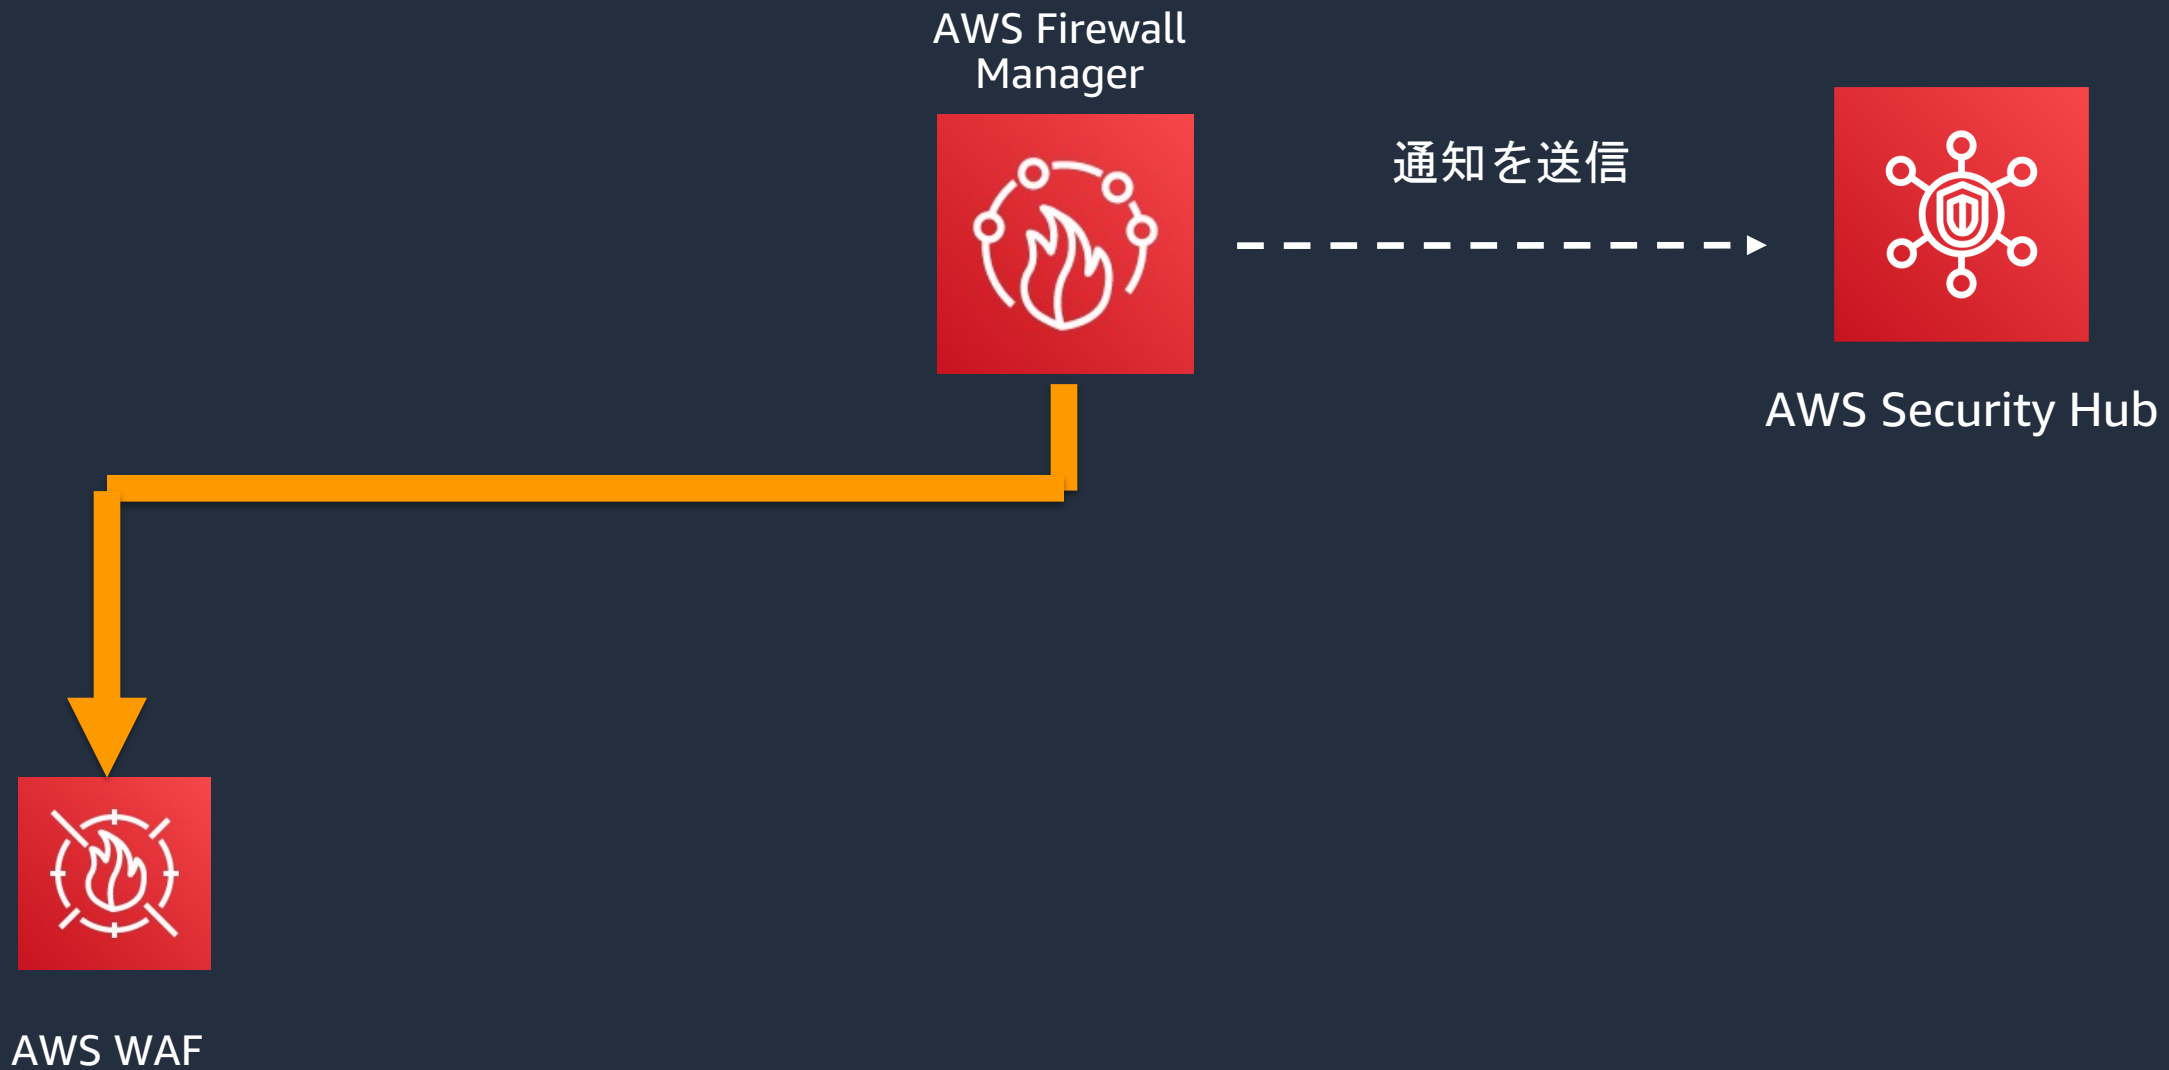 AWS Firewall
Manager
通知を送信
AWS Security Hub
AWS WAF